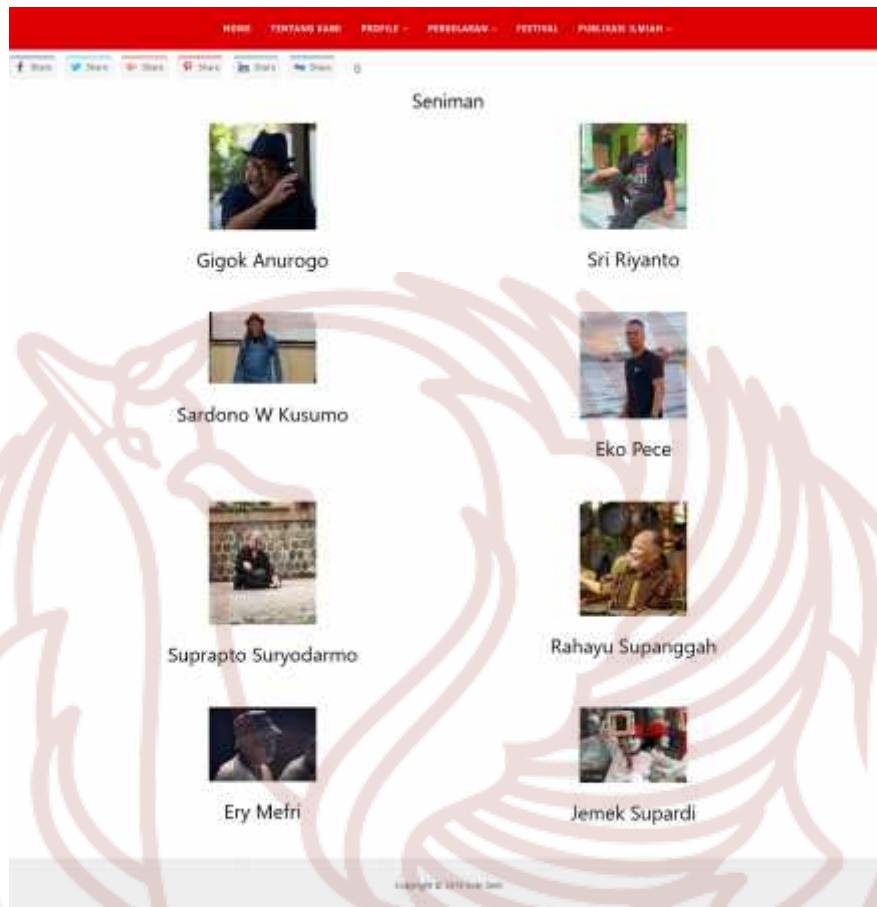 HOME TENTANG KAMI PROFILE PERGELARAN FESTIVAL PUBLIKASI ILMIAH
Share Share Share Share Share Share 0
Seniman
Gigok Anurogo
Sri Riyanto
Sardono W Kusumo
Eko Pece
Suprapto Suryodarmo
Rahayu Supanggah
Ery Mefri
Jemek Supardi
Copyright ©